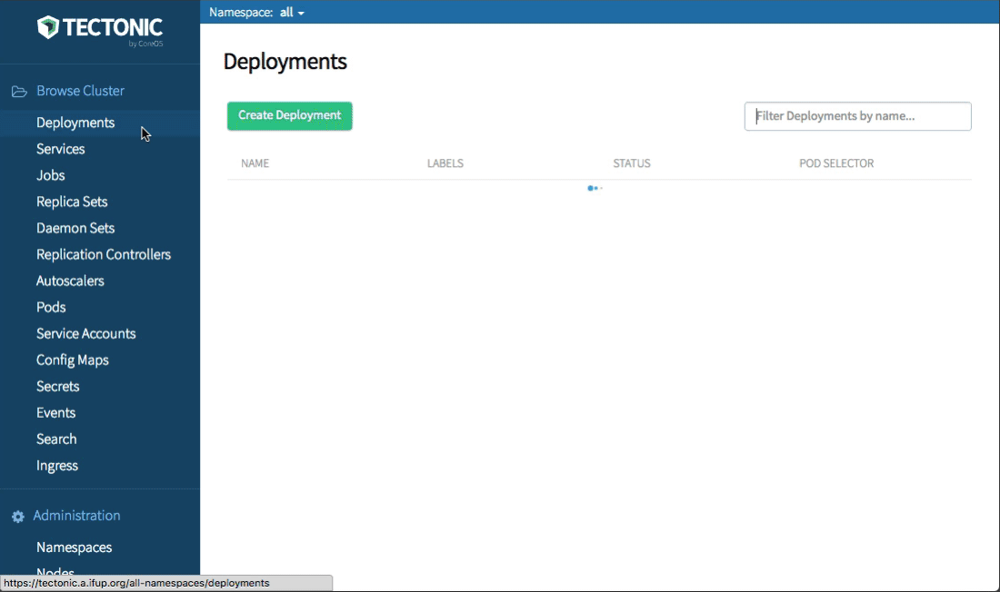 TECTONIC
by CoreOS
Namespace: all
Browse Cluster
Deployments
Services
Jobs
Replica Sets
Daemon Sets
Replication Controllers
Autoscalers
Pods
Service Accounts
Config Maps
Secrets
Events
Search
Ingress
Administration
Namespaces
Nodes
https://tectonic.a.ifup.org/all-namespaces/deployments
Deployments
Create Deployment
Filter Deployments by name...
NAME LABELS STATUS POD SELECTOR